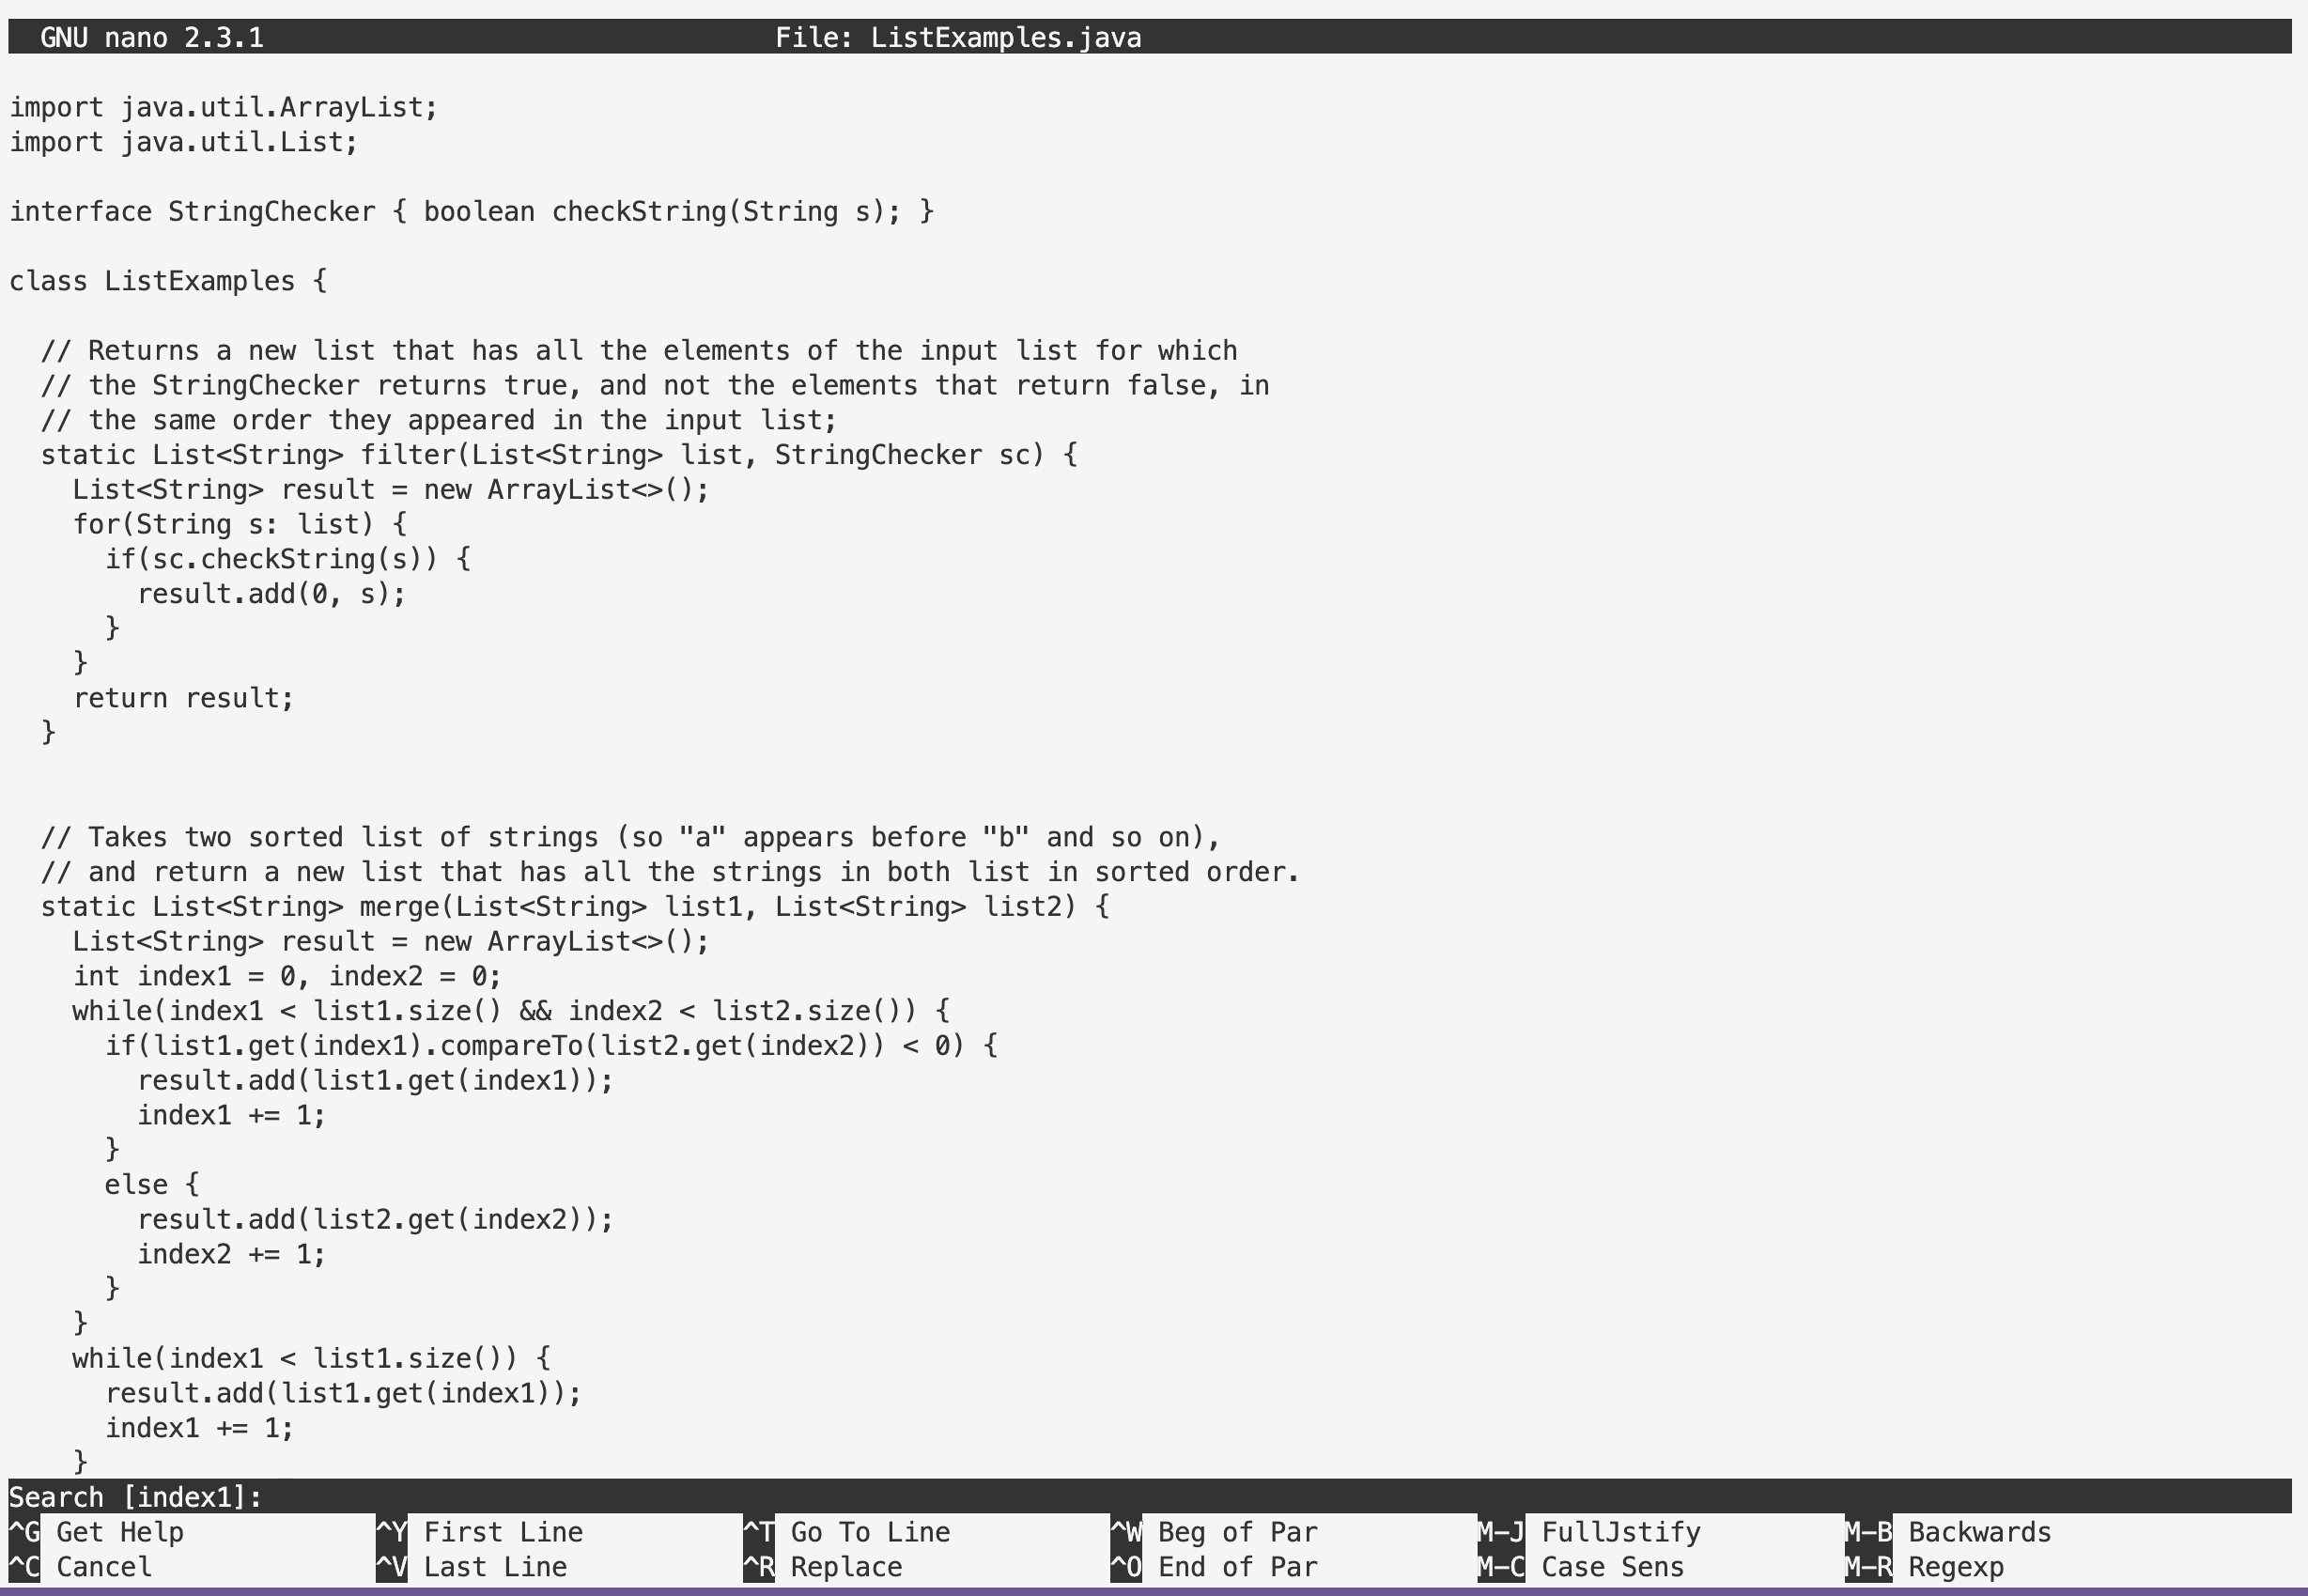 GNU nano 2.3.1 File: ListExamples.java
import java.util.ArrayList;
import java.util.List;
interface StringChecker { boolean checkString(String s); }
class ListExamples {
  // Returns a new list that has all the elements of the input list for which
  // the StringChecker returns true, and not the elements that return false, in
  // the same order they appeared in the input list;
  static List<String> filter(List<String> list, StringChecker sc) {
    List<String> result = new ArrayList<>();
    for(String s: list) {
      if(sc.checkString(s)) {
        result.add(0, s);
      }
    }
    return result;
  }
  // Takes two sorted list of strings (so "a" appears before "b" and so on),
  // and return a new list that has all the strings in both list in sorted order.
  static List<String> merge(List<String> list1, List<String> list2) {
    List<String> result = new ArrayList<>();
    int index1 = 0, index2 = 0;
    while(index1 < list1.size() && index2 < list2.size()) {
      if(list1.get(index1).compareTo(list2.get(index2)) < 0) {
        result.add(list1.get(index1));
        index1 += 1;
      }
      else {
        result.add(list2.get(index2));
        index2 += 1;
      }
    }
    while(index1 < list1.size()) {
      result.add(list1.get(index1));
      index1 += 1;
    }
Search [index1]:
^G Get Help ^Y First Line ^T Go To Line ^W Beg of Par M-J FullJstify M-B Backwards
^C Cancel ^V Last Line ^R Replace ^O End of Par M-C Case Sens M-R Regexp